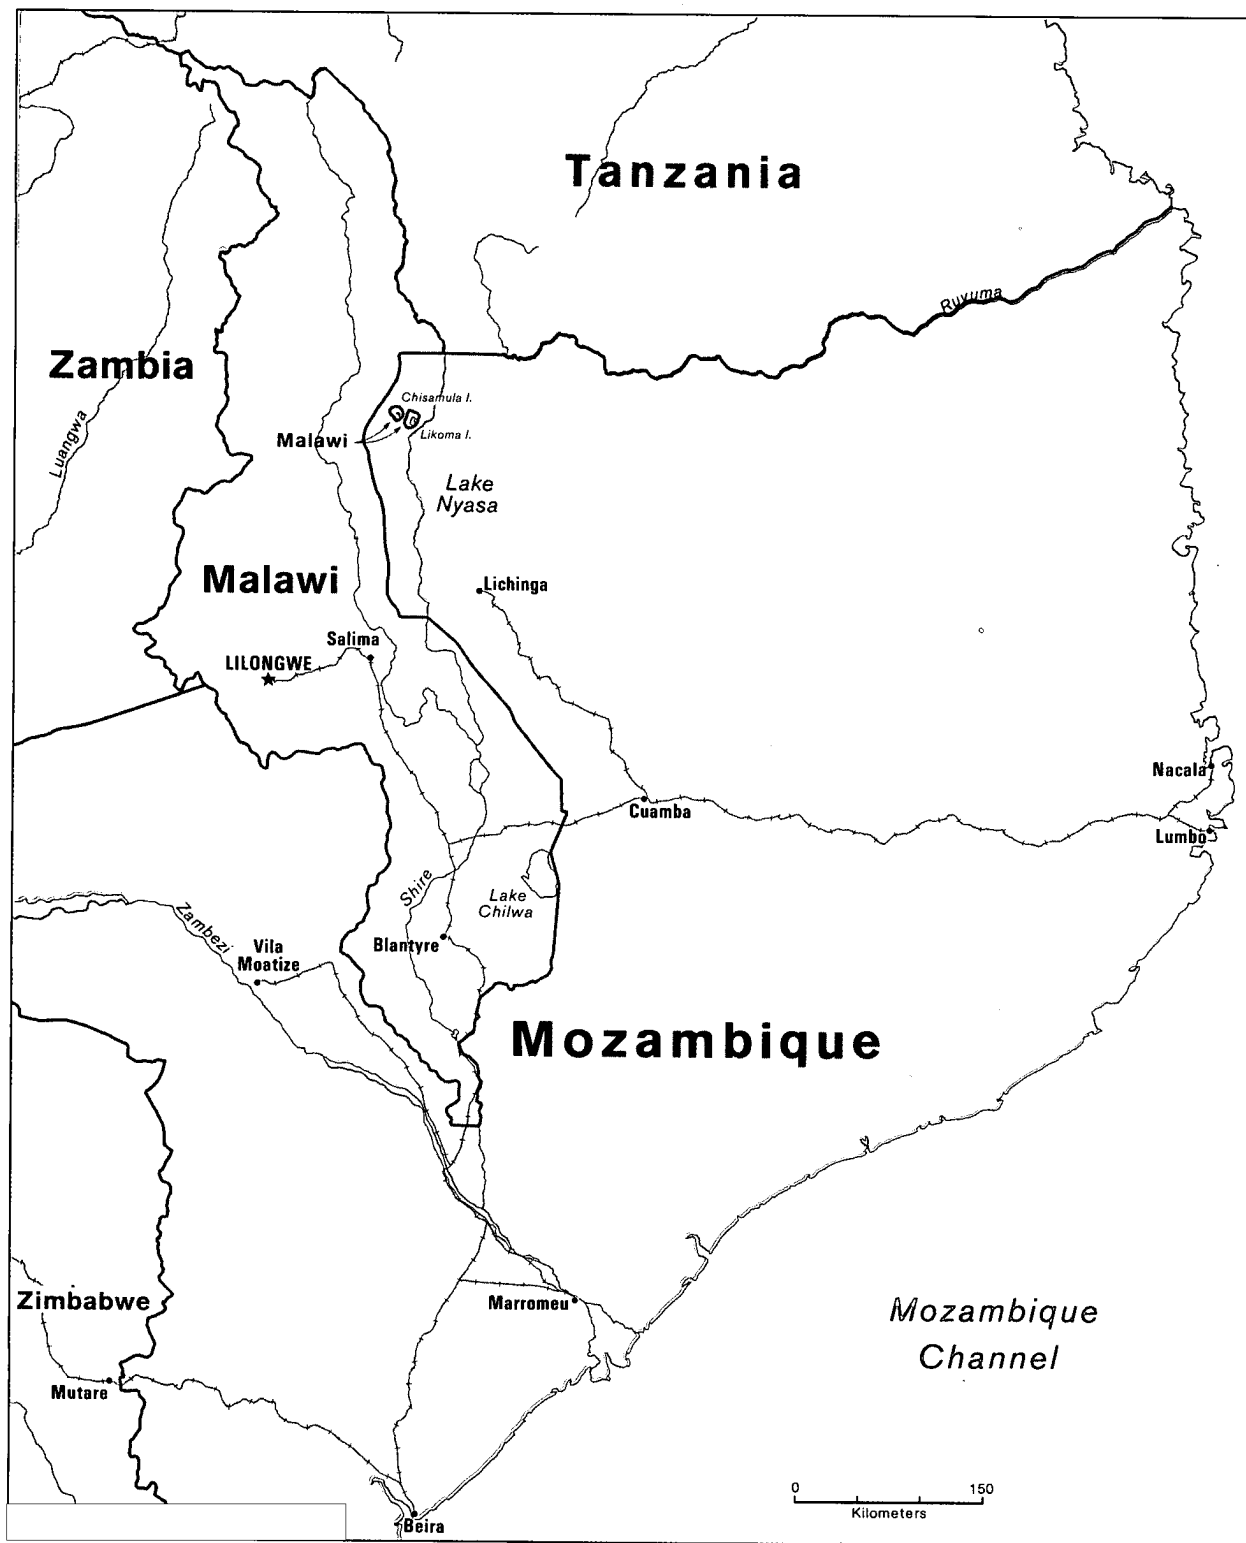 Tanzania
Ruvuma
Zambia
Chisamula I.
Luangwa
Malawi
Likoma I.
Lake
Nyasa
Malawi
Lichinga
Salima
LILONGWE
Nacala
Cuamba
Lumbo
Shire
Lake
Chilwa
Zambezi
Vila
Moatize
Blantyre
Mozambique
Zimbabwe
Marromeu
Mozambique
Channel
Mutare
0 150
Kilometers
Beira